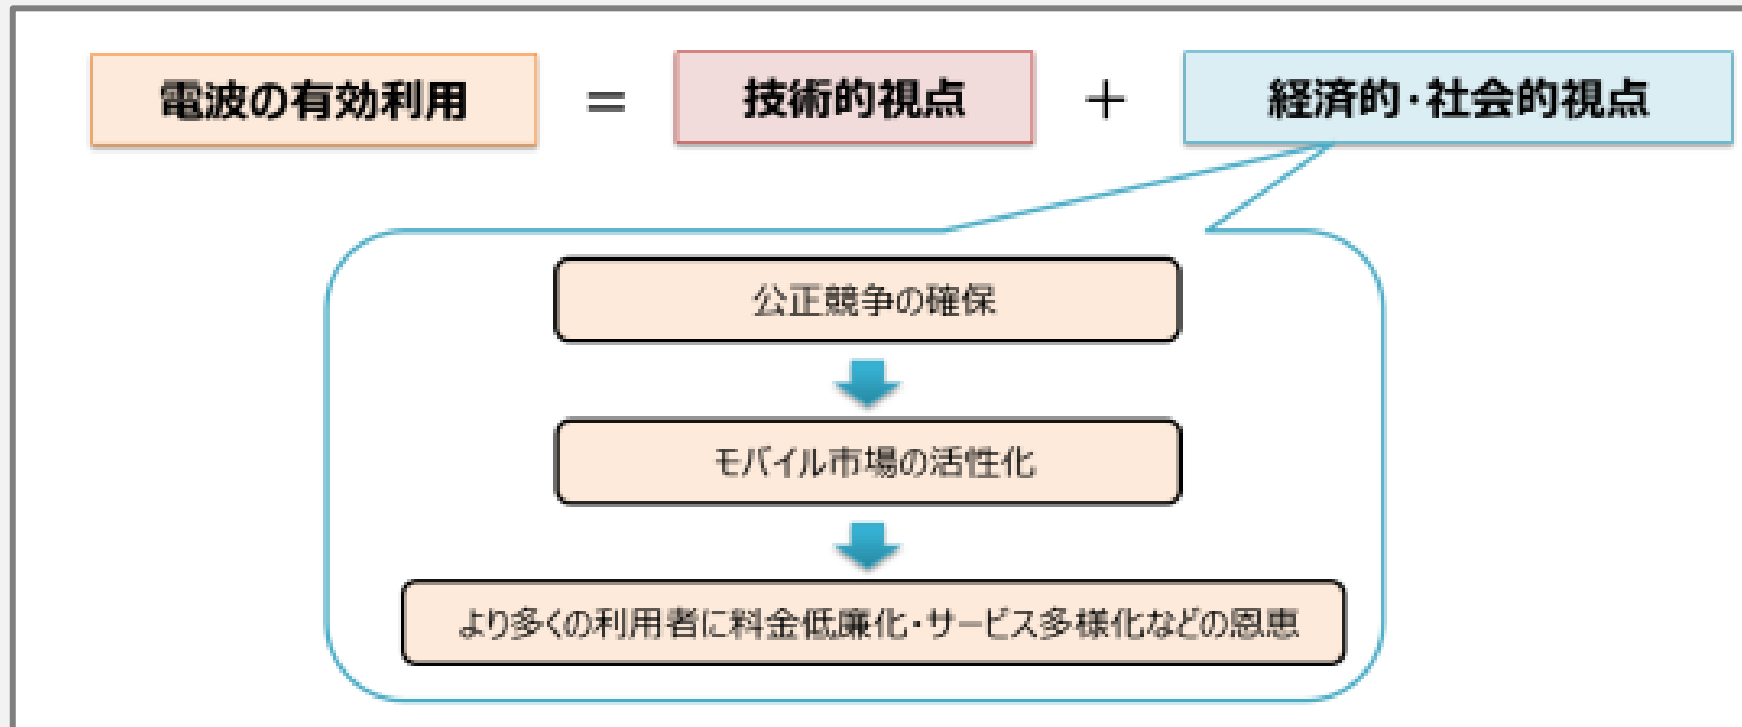 電波の有効利用 = 技術的視点 + 経済的・社会的視点
公正競争の確保
モバイル市場の活性化
より多くの利用者に料金低廉化・サービス多様化などの恩恵